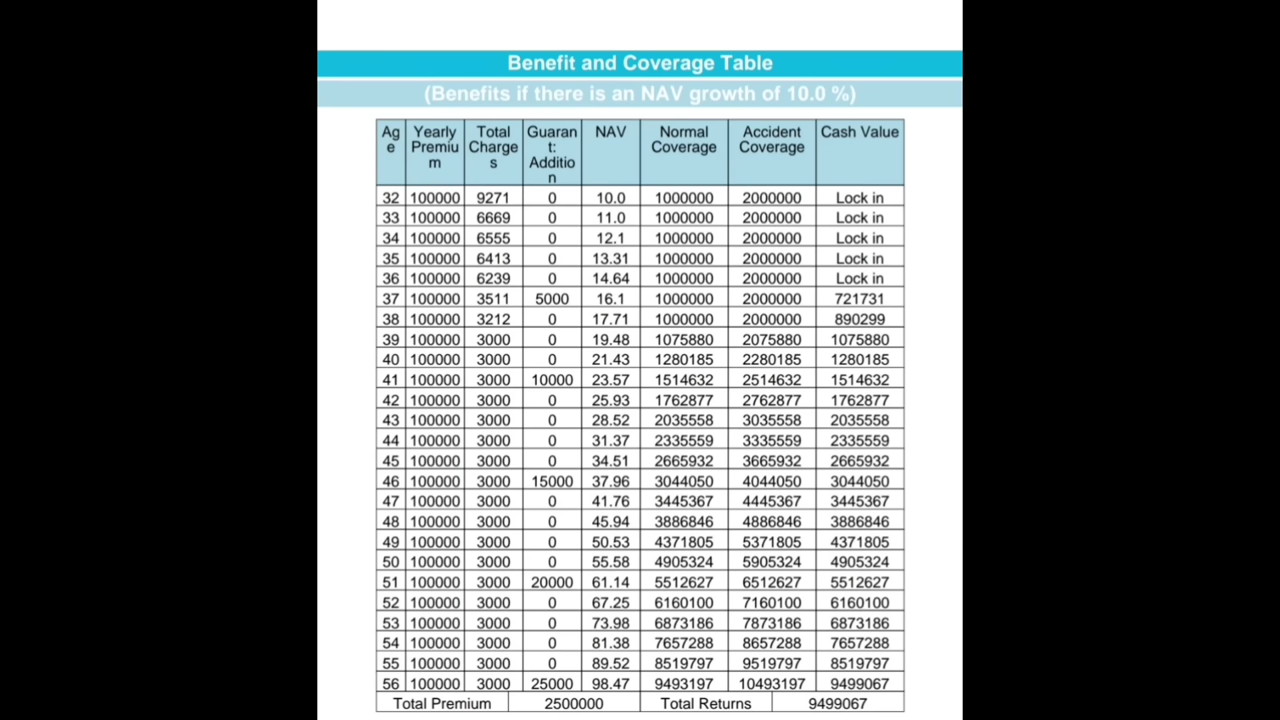 Benefit and Coverage Table
(Benefits if there is an NAV growth of 10.0 %)
Age Yearly Premium Total Charges Guarant: Addition NAV Normal Coverage Accident Coverage Cash Value
32 100000 9271 0 10.0 1000000 2000000 Lock in
33 100000 6669 0 11.0 1000000 2000000 Lock in
34 100000 6555 0 12.1 1000000 2000000 Lock in
35 100000 6413 0 13.31 1000000 2000000 Lock in
36 100000 6239 0 14.64 1000000 2000000 Lock in
37 100000 3511 5000 16.1 1000000 2000000 721731
38 100000 3212 0 17.71 1000000 2000000 890299
39 100000 3000 0 19.48 1075880 2075880 1075880
40 100000 3000 0 21.43 1280185 2280185 1280185
41 100000 3000 10000 23.57 1514632 2514632 1514632
42 100000 3000 0 25.93 1762877 2762877 1762877
43 100000 3000 0 28.52 2035558 3035558 2035558
44 100000 3000 0 31.37 2335559 3335559 2335559
45 100000 3000 0 34.51 2665932 3665932 2665932
46 100000 3000 15000 37.96 3044050 4044050 3044050
47 100000 3000 0 41.76 3445367 4445367 3445367
48 100000 3000 0 45.94 3886846 4886846 3886846
49 100000 3000 0 50.53 4371805 5371805 4371805
50 100000 3000 0 55.58 4905324 5905324 4905324
51 100000 3000 20000 61.14 5512627 6512627 5512627
52 100000 3000 0 67.25 6160100 7160100 6160100
53 100000 3000 0 73.98 6873186 7873186 6873186
54 100000 3000 0 81.38 7657288 8657288 7657288
55 100000 3000 0 89.52 8519797 9519797 8519797
56 100000 3000 25000 98.47 9493197 10493197 9499067
Total Premium 2500000 Total Returns 9499067